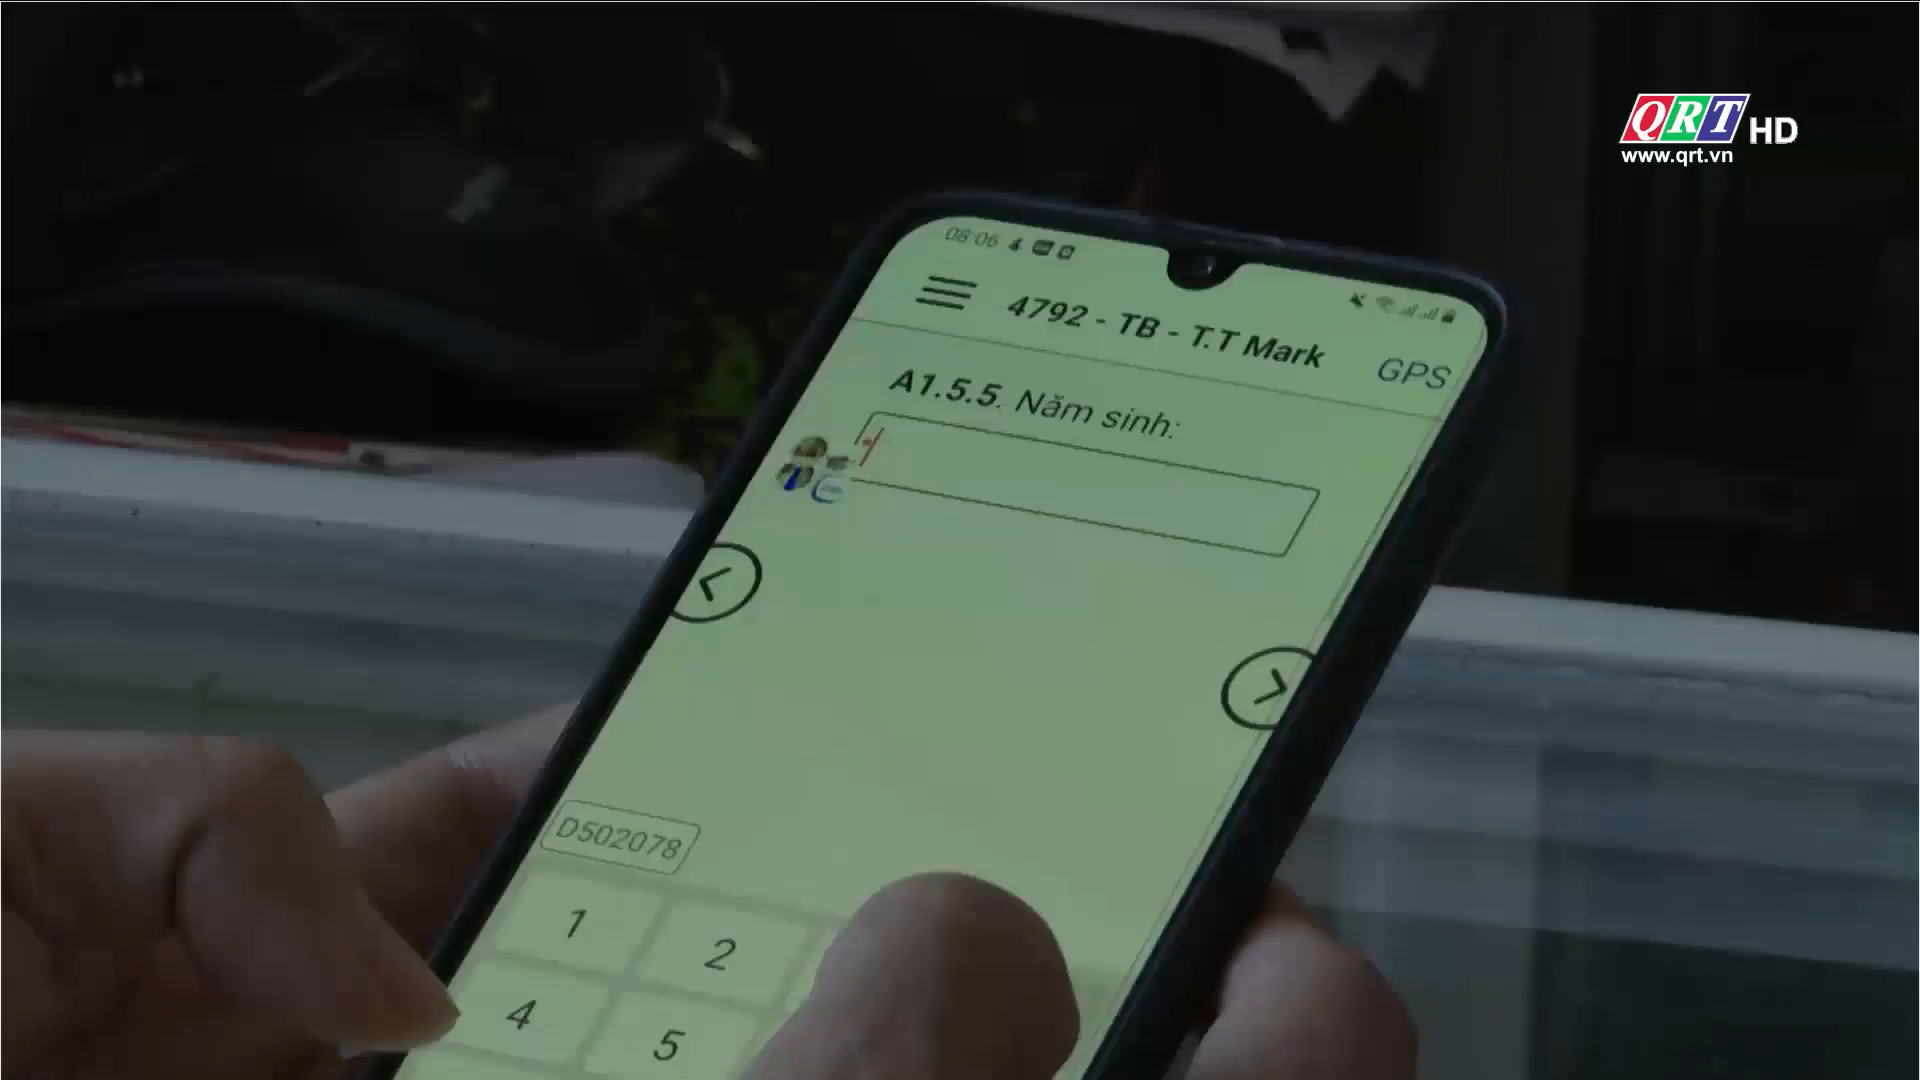 QRT HD
www.qrt.vn
08:06
4792 - TB - T.T Mark
GPS
A1.5.5. Năm sinh:
D502078
1
2
4
5